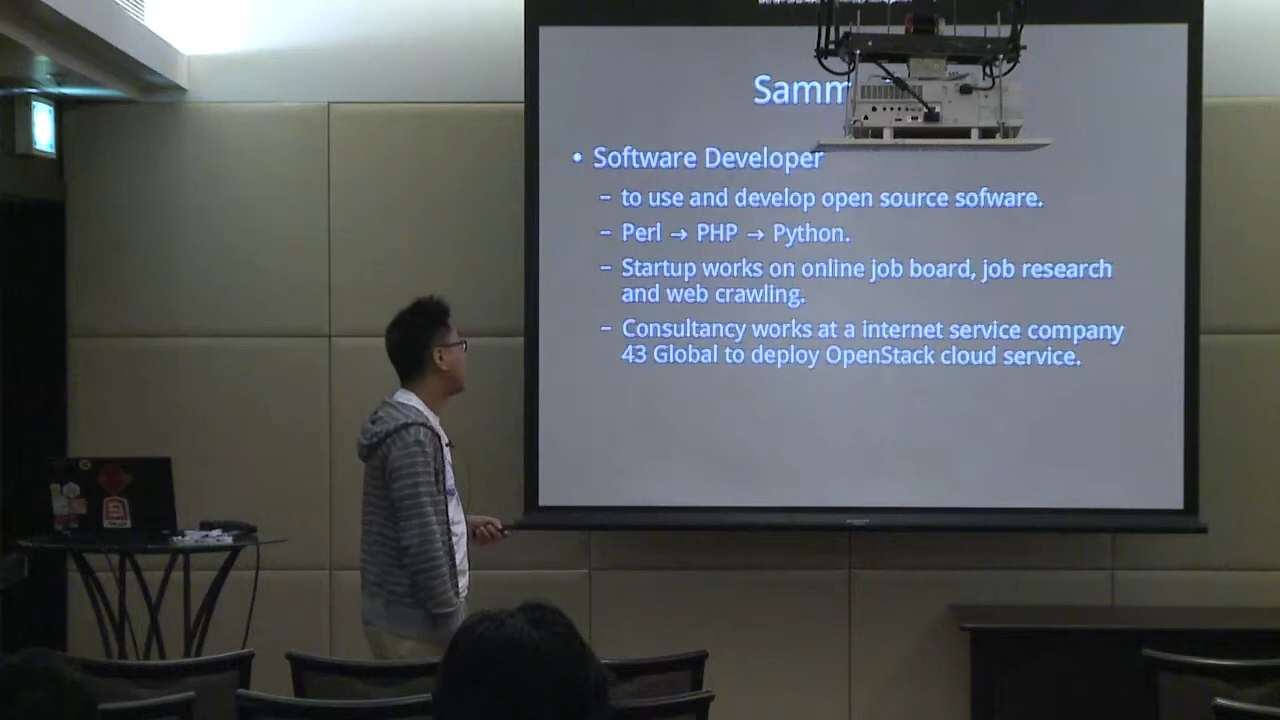 • Software Developer
– to use and develop open source sofware.
– Perl → PHP → Python.
– Startup works on online job board, job research
and web crawling.
– Consultancy works at a internet service company
43 Global to deploy OpenStack cloud service.